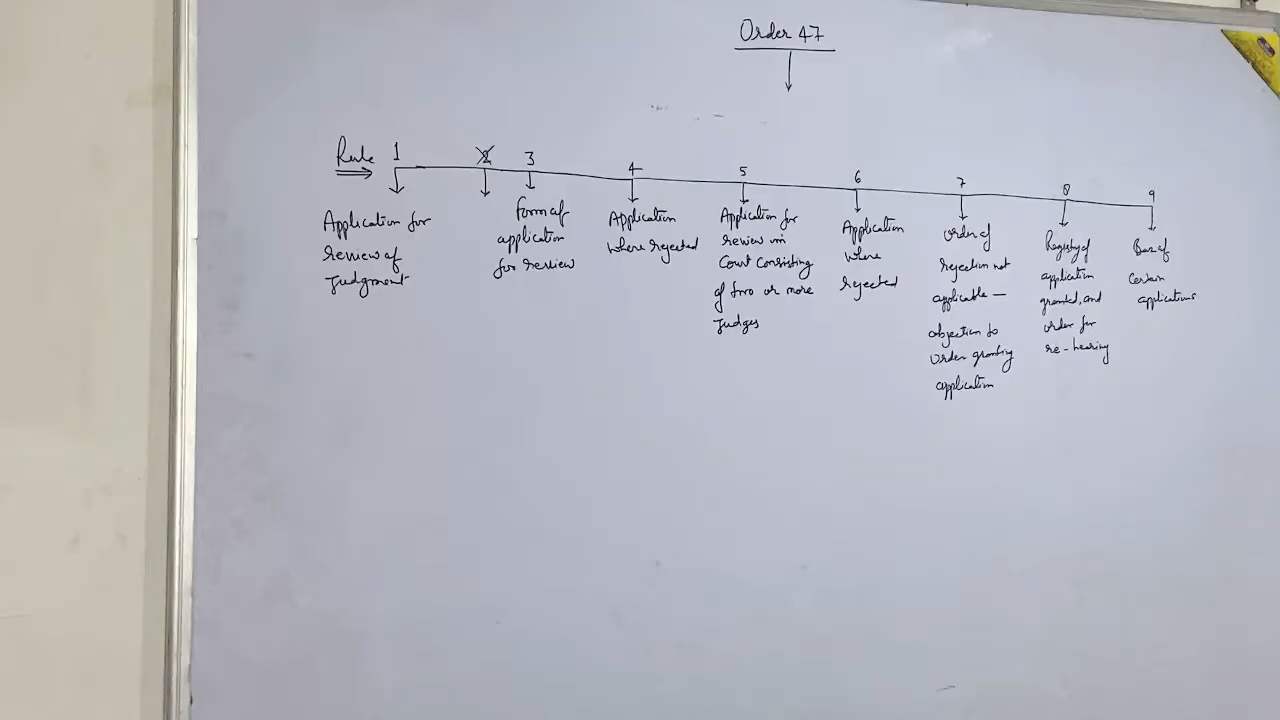 Order 47
Rule 1 2 3 4 5 6 7 8 9
Application for
review of
Judgment
Form of
application
for review
Application
where rejected
Application for
review in
Court consisting
of two or more
Judges
Application
where
rejected
Order of
rejection not
applicable —
objection to
Order granting
application
Registry of
application
granted, and
order for
re-hearing
Bar of
certain
applications